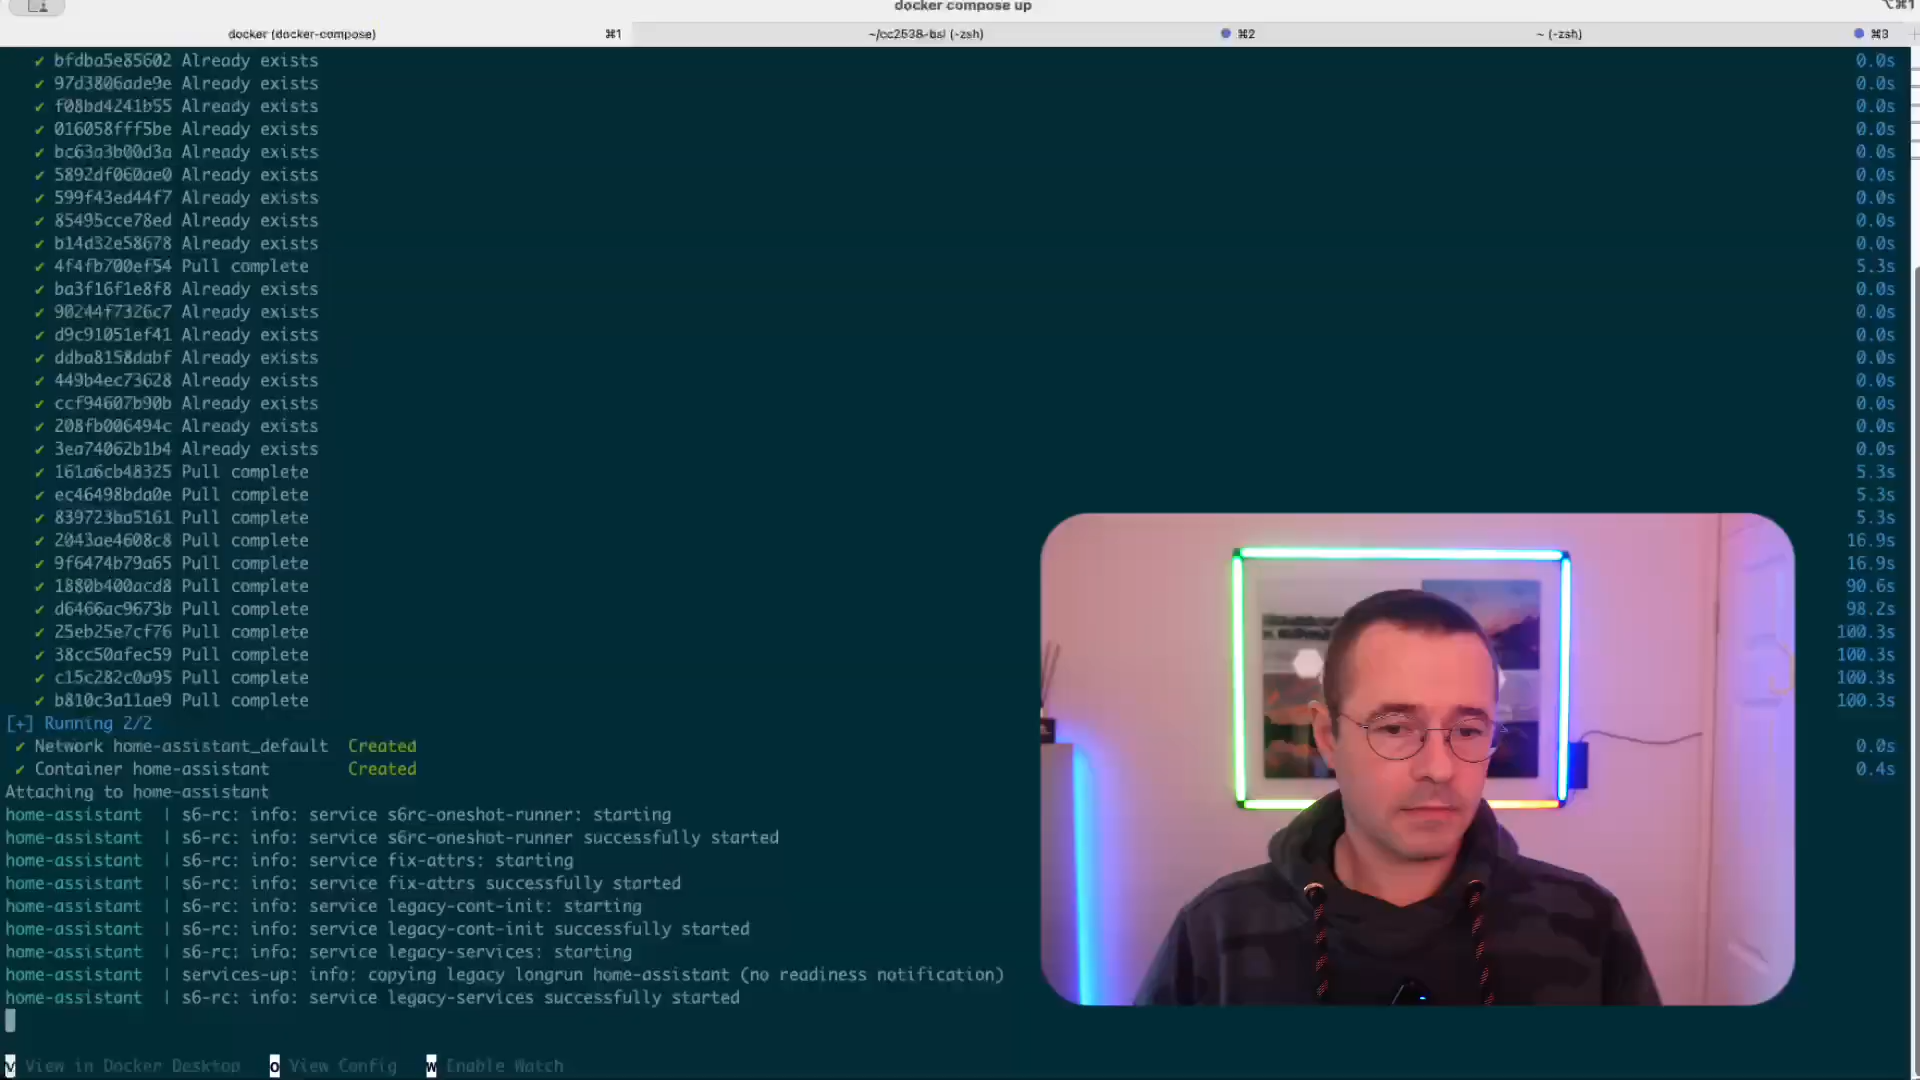 docker compose up
⌥⌘1
docker (docker-compose) ⌘1 ~/cc2538-bsl (-zsh) ⌘2 ~ (-zsh) ⌘3
✔ bfdba5e85602 Already exists 0.0s
✔ 97d3806ade9e Already exists 0.0s
✔ f08bd4241b55 Already exists 0.0s
✔ 016058fff5be Already exists 0.0s
✔ bc63a3b00d3a Already exists 0.0s
✔ 5892df060ae0 Already exists 0.0s
✔ 599f43ed44f7 Already exists 0.0s
✔ 85495cce78ed Already exists 0.0s
✔ b14d32e58678 Already exists 0.0s
✔ 4f4fb700ef54 Pull complete 5.3s
✔ ba3f16f1e8f8 Already exists 0.0s
✔ 90244f7326c7 Already exists 0.0s
✔ d9c91051ef41 Already exists 0.0s
✔ ddba8158dabf Already exists 0.0s
✔ 449b4ec73628 Already exists 0.0s
✔ ccf94607b90b Already exists 0.0s
✔ 208fb006494c Already exists 0.0s
✔ 3ea74062b1b4 Already exists 0.0s
✔ 161a6cb48325 Pull complete 5.3s
✔ ec46498bda0e Pull complete 5.3s
✔ 839723ba5161 Pull complete 5.3s
✔ 2043ae4608c8 Pull complete 16.9s
✔ 9f6474b79a65 Pull complete 16.9s
✔ 1880b400acd8 Pull complete 90.6s
✔ d6466ac9673b Pull complete 98.2s
✔ 25eb25e7cf76 Pull complete 100.3s
✔ 38cc50afec59 Pull complete 100.3s
✔ c15c282c0a95 Pull complete 100.3s
✔ b810c3a11ae9 Pull complete 100.3s
[+] Running 2/2
✔ Network home-assistant_default Created 0.0s
✔ Container home-assistant Created 0.4s
Attaching to home-assistant
home-assistant | s6-rc: info: service s6rc-oneshot-runner: starting
home-assistant | s6-rc: info: service s6rc-oneshot-runner successfully started
home-assistant | s6-rc: info: service fix-attrs: starting
home-assistant | s6-rc: info: service fix-attrs successfully started
home-assistant | s6-rc: info: service legacy-cont-init: starting
home-assistant | s6-rc: info: service legacy-cont-init successfully started
home-assistant | s6-rc: info: service legacy-services: starting
home-assistant | services-up: info: copying legacy longrun home-assistant (no readiness notification)
home-assistant | s6-rc: info: service legacy-services successfully started
v View in Docker Desktop o View Config w Enable Watch